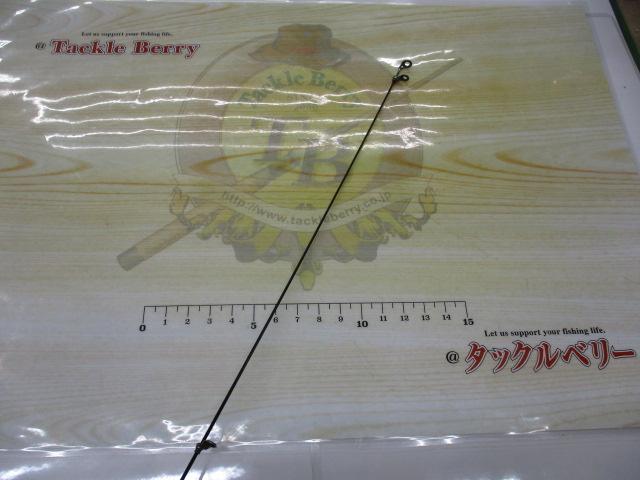 Let us support your fishing life.
@ Tackle Berry
Tackle Berry
TB
http://www.tackleberry.co.jp
0 1 2 3 4 5 6 7 8 9 10 11 12 13 14 15
Let us support your fishing life.
@ タックルベリー